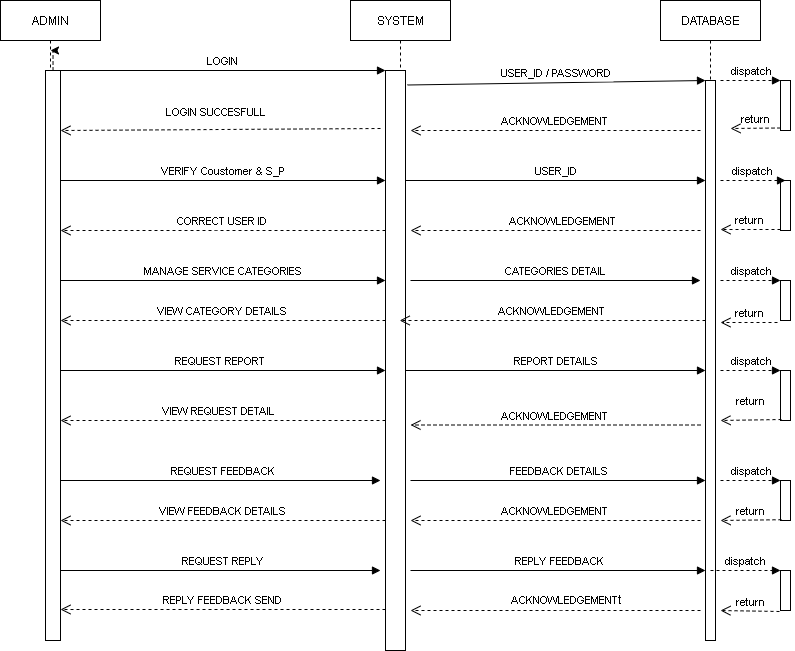 ADMIN
SYSTEM
DATABASE
LOGIN
USER_ID / PASSWORD
dispatch
LOGIN SUCCESFULL
ACKNOWLEDGEMENT
return
VERIFY Coustomer & S_P
USER_ID
dispatch
CORRECT USER ID
ACKNOWLEDGEMENT
return
MANAGE SERVICE CATEGORIES
CATEGORIES DETAIL
dispatch
VIEW CATEGORY DETAILS
ACKNOWLEDGEMENT
return
REQUEST REPORT
REPORT DETAILS
dispatch
VIEW REQUEST DETAIL
ACKNOWLEDGEMENT
return
REQUEST FEEDBACK
FEEDBACK DETAILS
dispatch
VIEW FEEDBACK DETAILS
ACKNOWLEDGEMENT
return
REQUEST REPLY
REPLY FEEDBACK
dispatch
REPLY FEEDBACK SEND
ACKNOWLEDGEMENTt
return